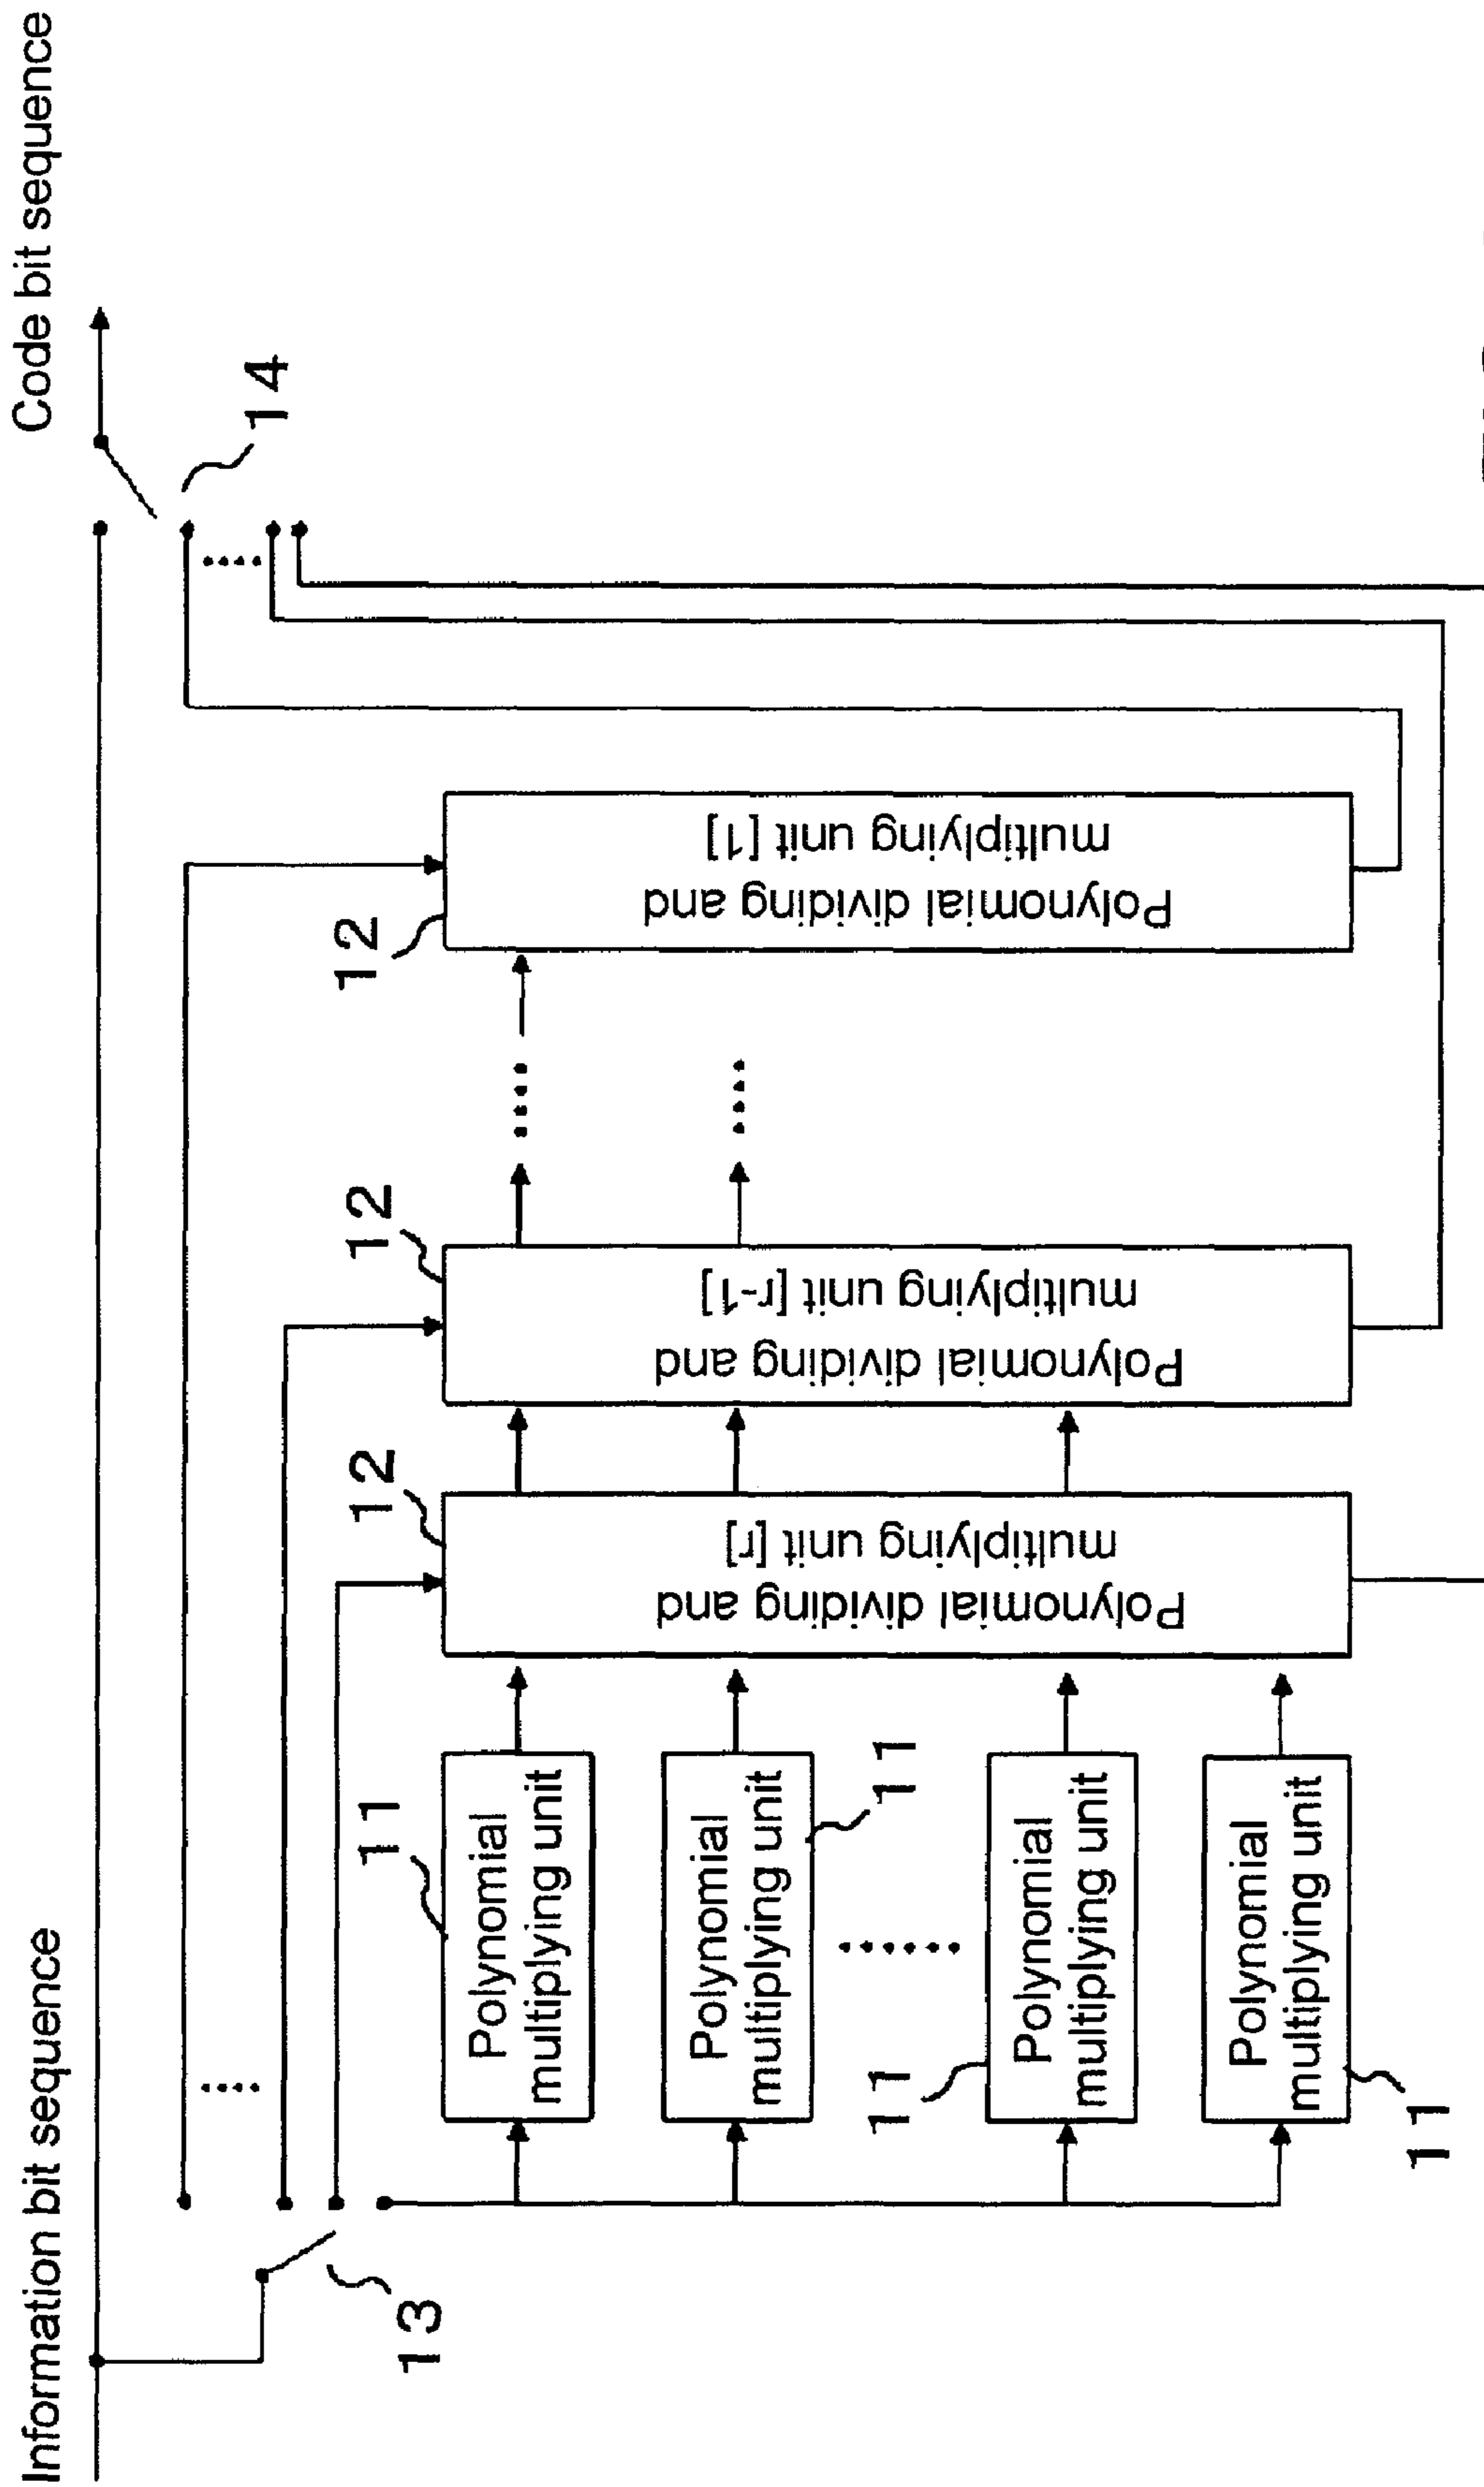 Information bit sequence
Code bit sequence
14
13
12
Polynomial dividing and
multiplying unit [1]
12
Polynomial dividing and
multiplying unit [r-1]
12
Polynomial dividing and
multiplying unit [r]
11
Polynomial
multiplying unit
11
Polynomial
multiplying unit
11
Polynomial
multiplying unit
11
Polynomial
multiplying unit